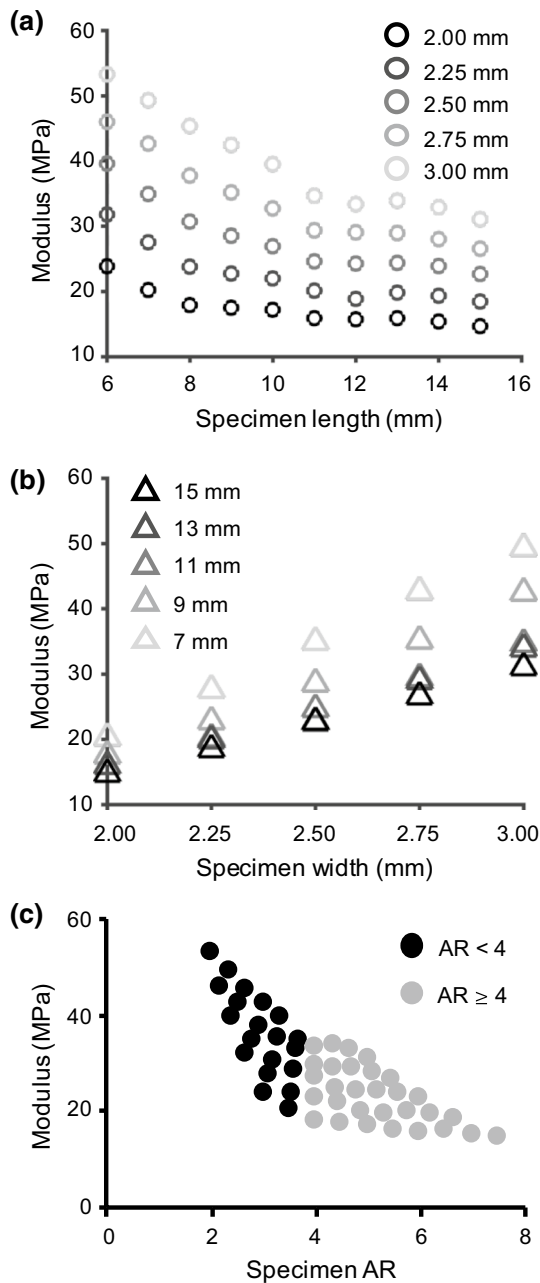 (a)
60
50
40
30
20
10
Modulus (MPa)
2.00 mm
2.25 mm
2.50 mm
2.75 mm
3.00 mm
6 8 10 12 14 16
Specimen length (mm)
(b)
60
50
40
30
20
10
Modulus (MPa)
15 mm
13 mm
11 mm
9 mm
7 mm
2.00 2.25 2.50 2.75 3.00
Specimen width (mm)
(c)
60
40
20
0
Modulus (MPa)
AR < 4
AR ≥ 4
0 2 4 6 8
Specimen AR